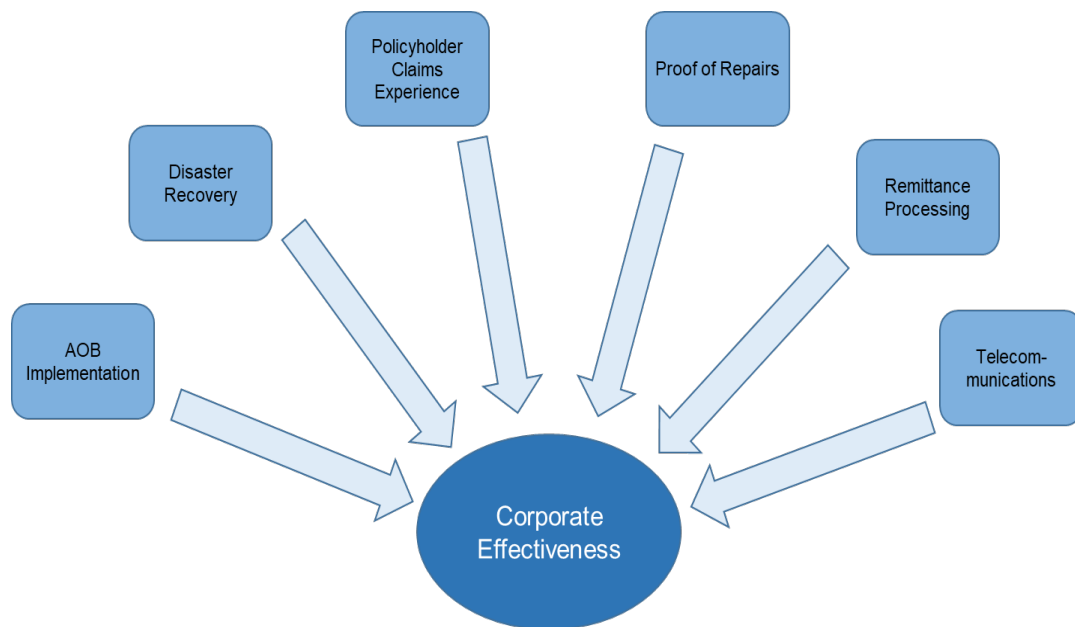 Policyholder
Claims
Experience
Proof of Repairs
Disaster
Recovery
Remittance
Processing
AOB
Implementation
Telecom-
munications
Corporate
Effectiveness